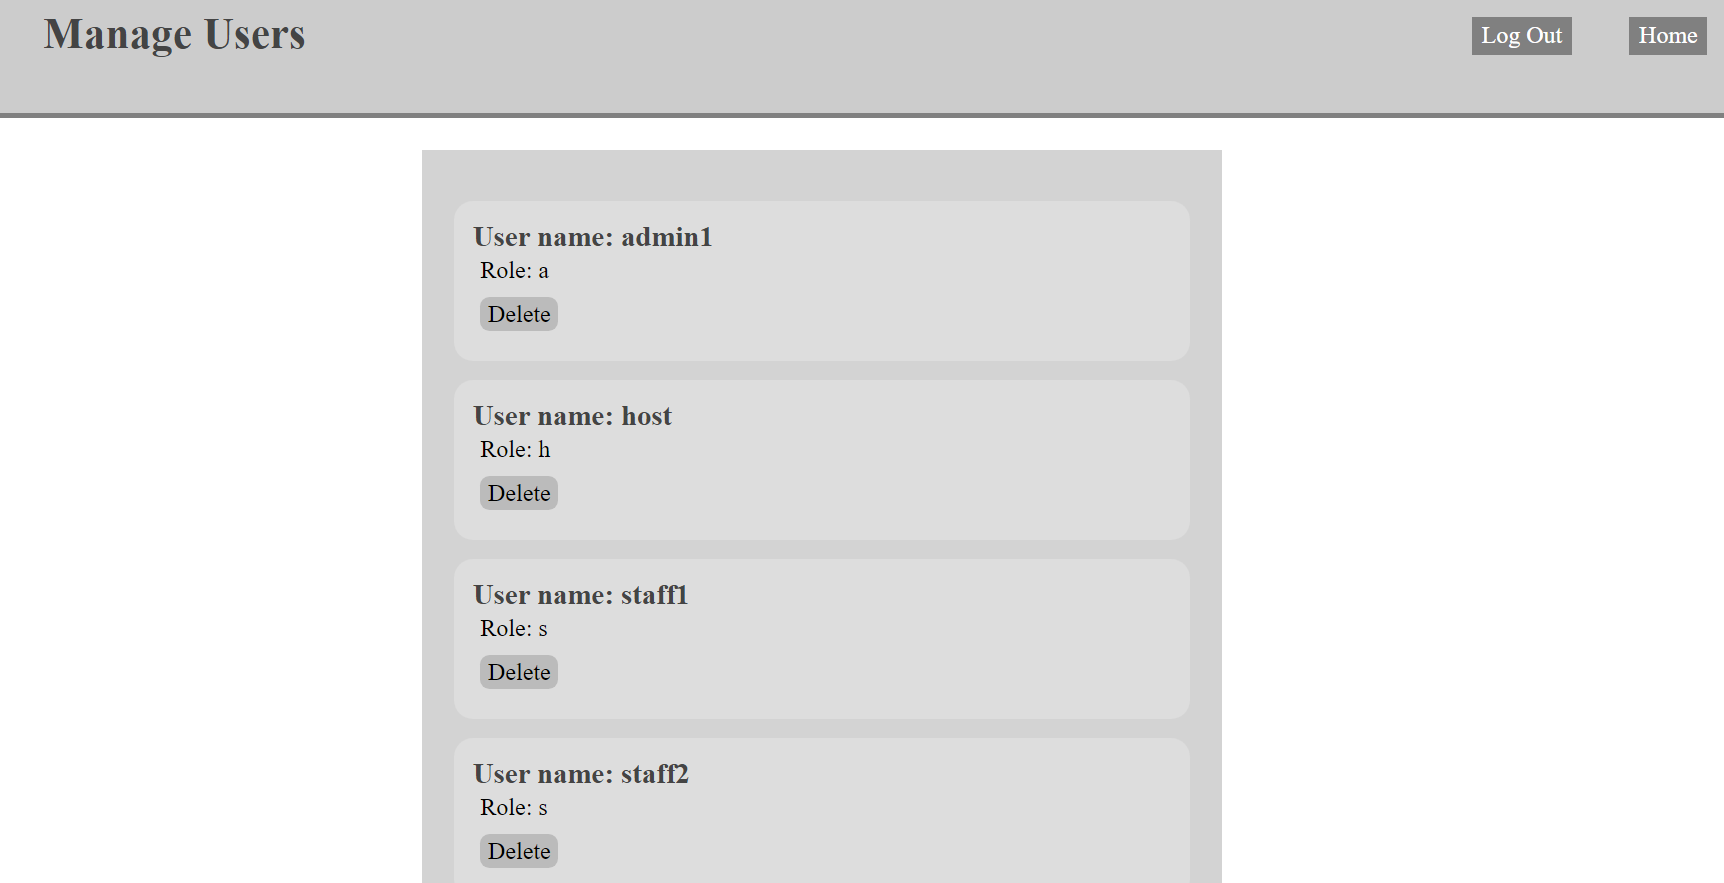 Manage Users
Log Out
Home
User name: admin1
Role: a
Delete
User name: host
Role: h
Delete
User name: staff1
Role: s
Delete
User name: staff2
Role: s
Delete